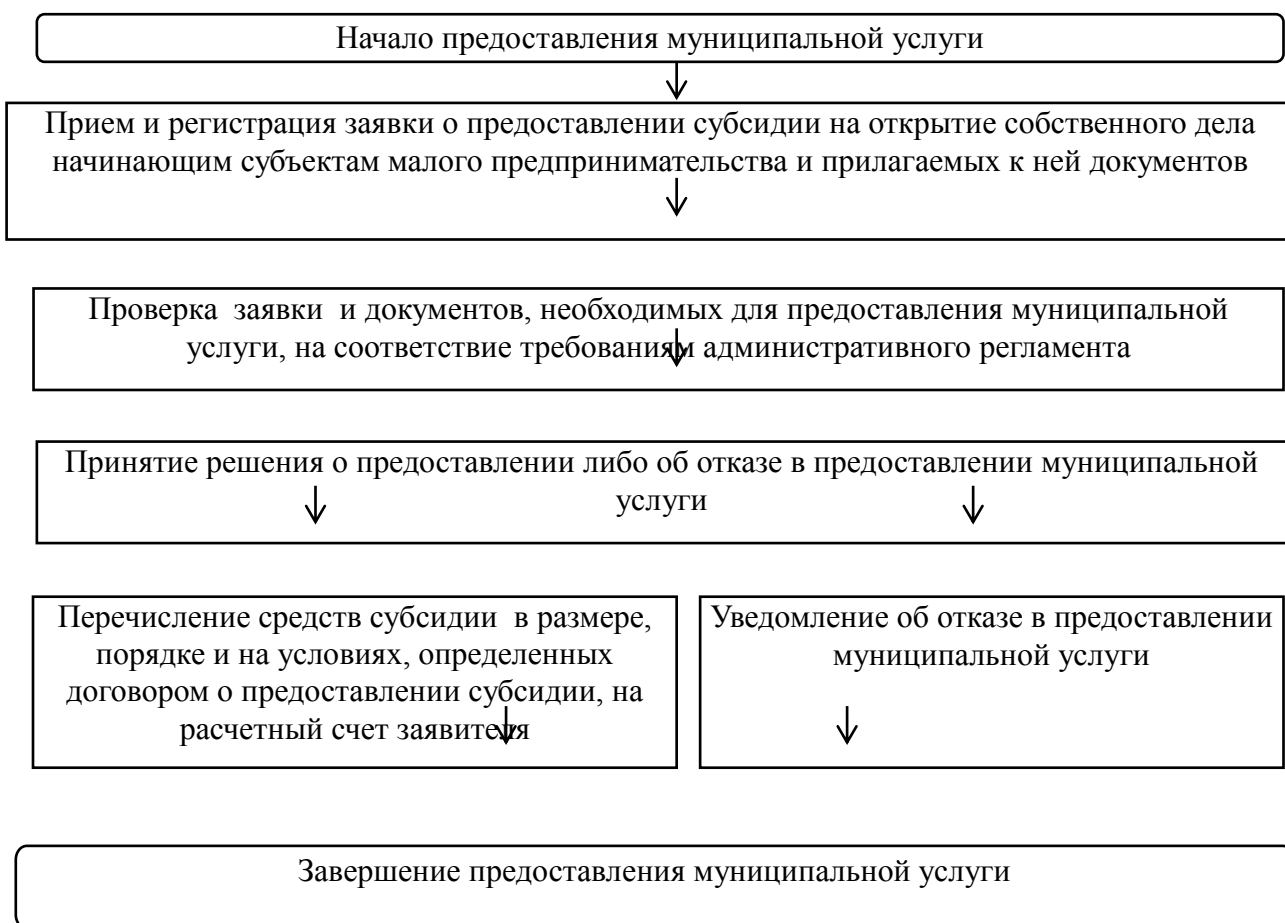 Начало предоставления муниципальной услуги
Прием и регистрация заявки о предоставлении субсидии на открытие собственного дела
начинающим субъектам малого предпринимательства и прилагаемых к ней документов
Проверка заявки и документов, необходимых для предоставления муниципальной
услуги, на соответствие требованиям административного регламента
Принятие решения о предоставлении либо об отказе в предоставлении муниципальной
услуги
Перечисление средств субсидии в размере,
порядке и на условиях, определенных
договором о предоставлении субсидии, на
расчетный счет заявителя
Уведомление об отказе в предоставлении
муниципальной услуги
Завершение предоставления муниципальной услуги